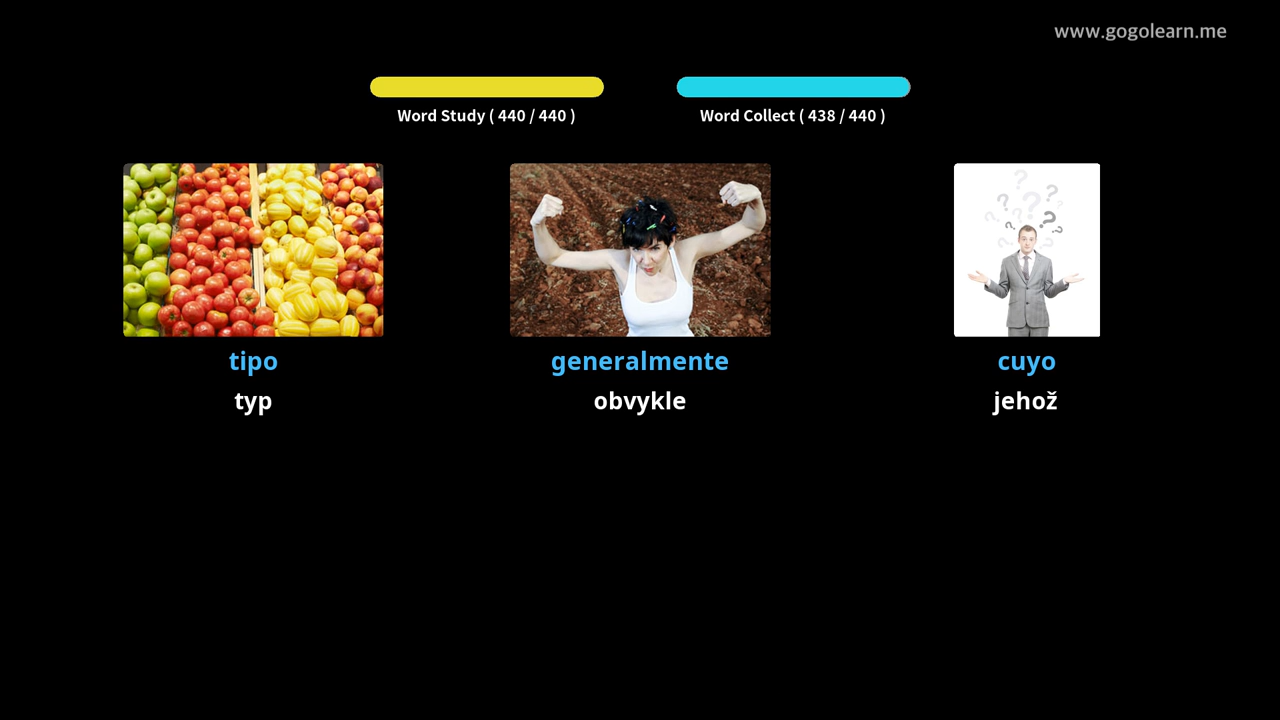 www.gogolearn.me
Word Study ( 440 / 440 )
Word Collect ( 438 / 440 )
tipo
generalmente
cuyo
typ
obvykle
jehož